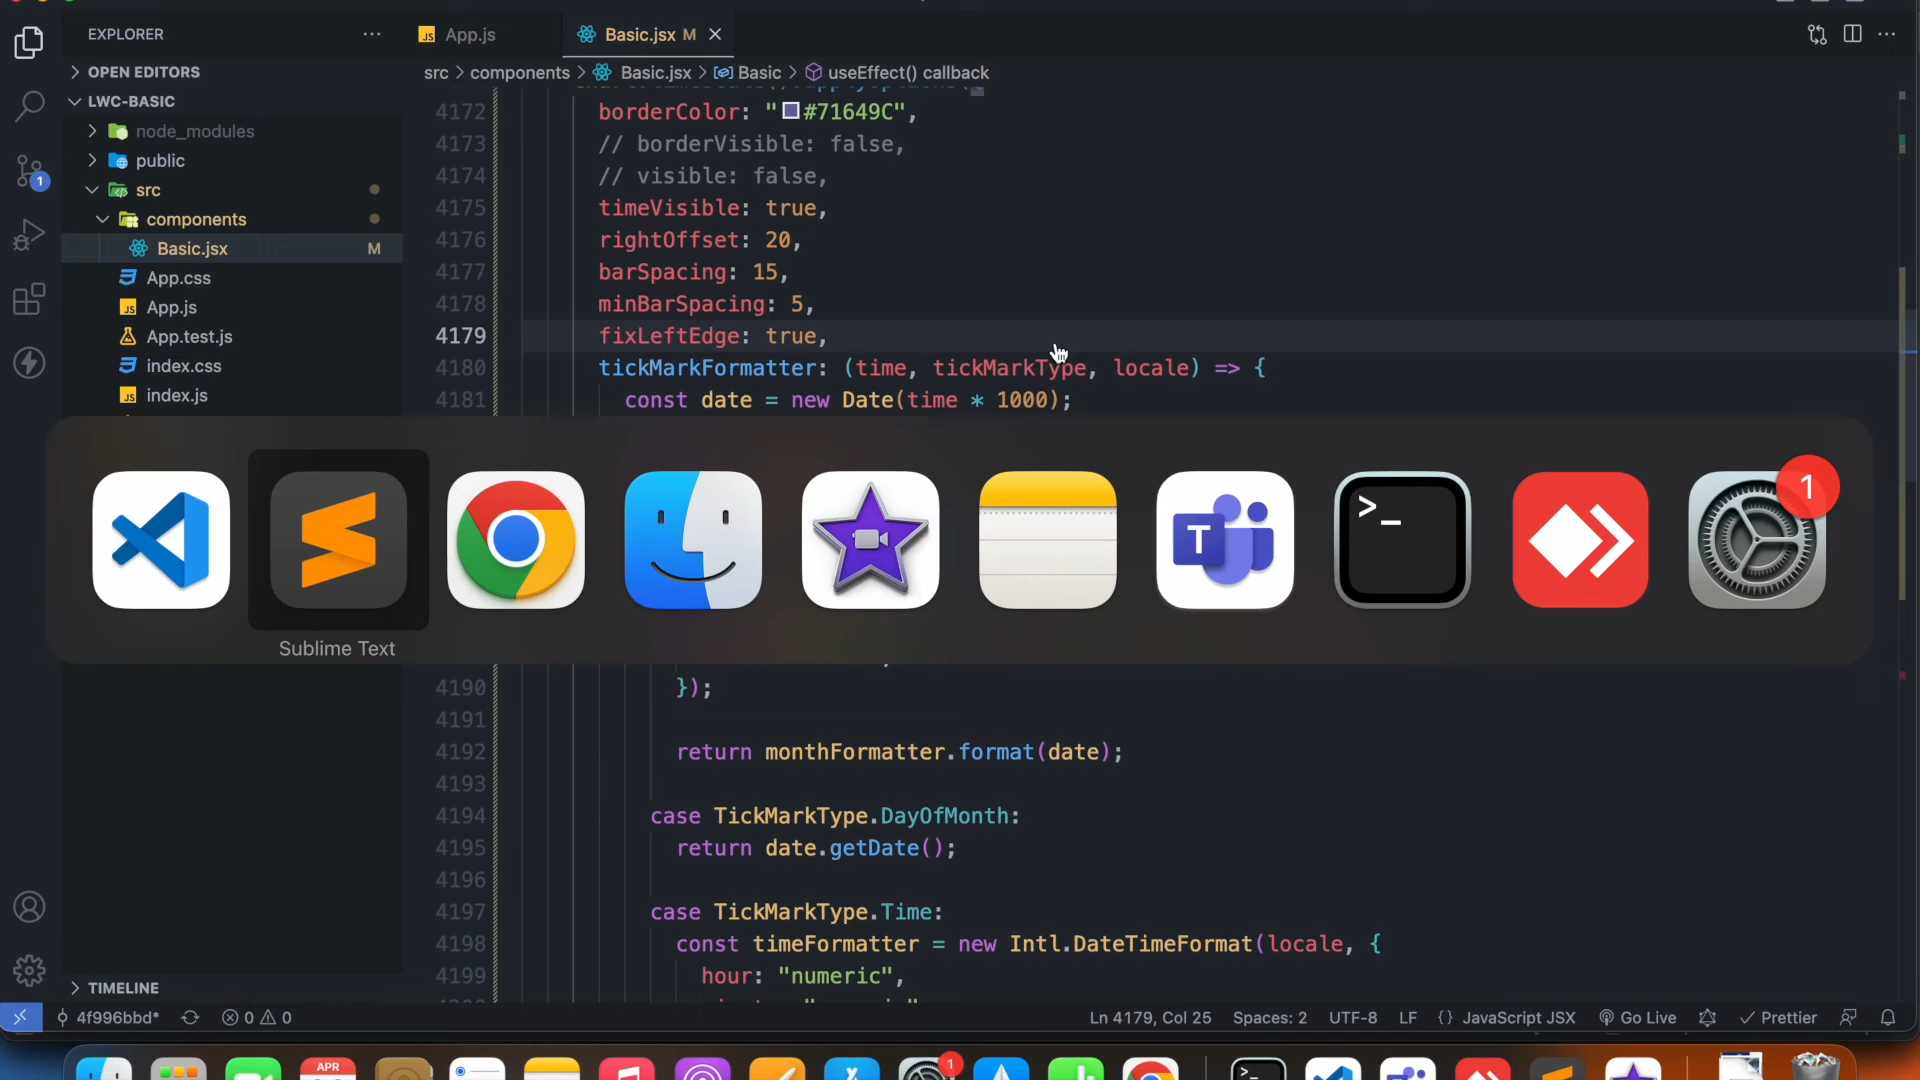 EXPLORER
App.js
Basic.jsx M
OPEN EDITORS
LWC-BASIC
node_modules
public
src
components
Basic.jsx M
App.css
App.js
App.test.js
index.css
index.js
1
src > components > Basic.jsx > Basic > useEffect() callback
4172 borderColor: "#71649C",
4173 // borderVisible: false,
4174 // visible: false,
4175 timeVisible: true,
4176 rightOffset: 20,
4177 barSpacing: 15,
4178 minBarSpacing: 5,
4179 fixLeftEdge: true,
4180 tickMarkFormatter: (time, tickMarkType, locale) => {
4181 const date = new Date(time * 1000);
T
>_
1
Sublime Text
4190 });
4191
4192 return monthFormatter.format(date);
4193
4194 case TickMarkType.DayOfMonth:
4195 return date.getDate();
4196
4197 case TickMarkType.Time:
4198 const timeFormatter = new Intl.DateTimeFormat(locale, {
4199 hour: "numeric",
TIMELINE
4f996bbd* 0 0
Ln 4179, Col 25 Spaces: 2 UTF-8 LF {} JavaScript JSX Go Live Prettier
APR
1